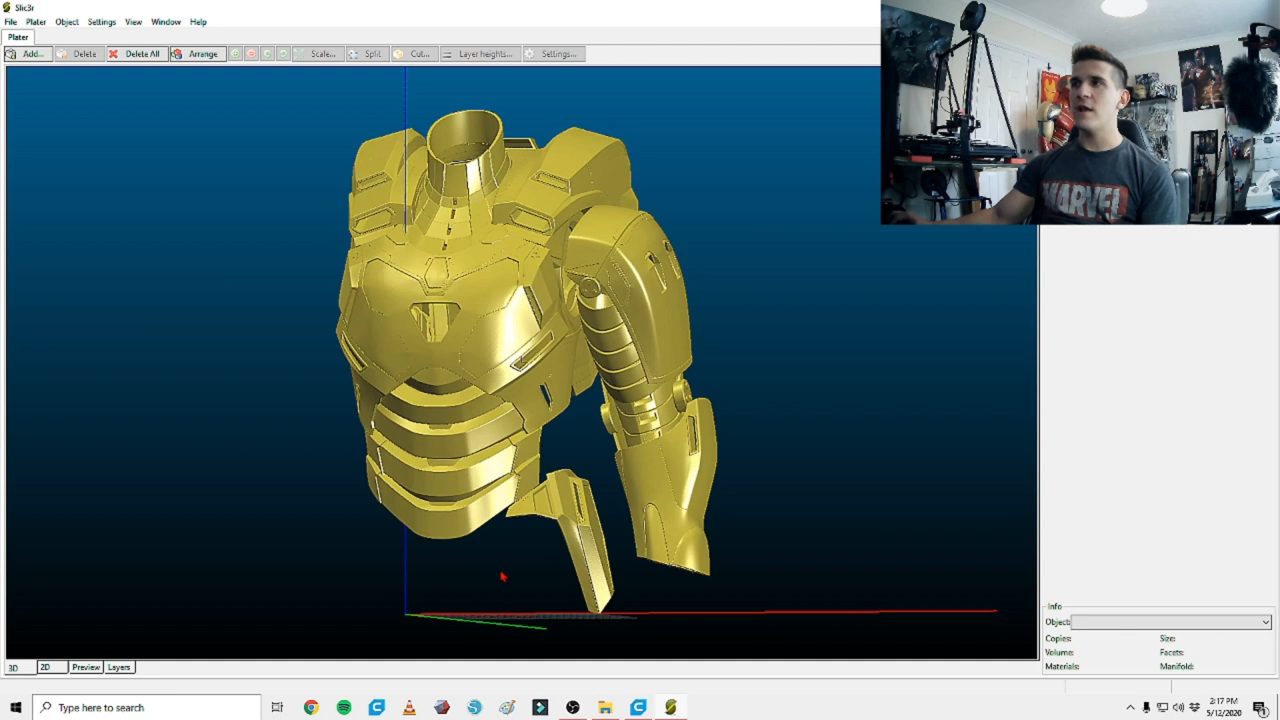 Slic3r
File Plater Object Settings View Window Help
Plater
Add... Delete Delete All Arrange Scale... Split Cut... Layer heights... Settings...
MARVEL
Info
Object:
Copies: Size:
Volume: Facets:
Materials: Manifold:
3D 2D Preview Layers
Type here to search
2:17 PM
5/12/2020